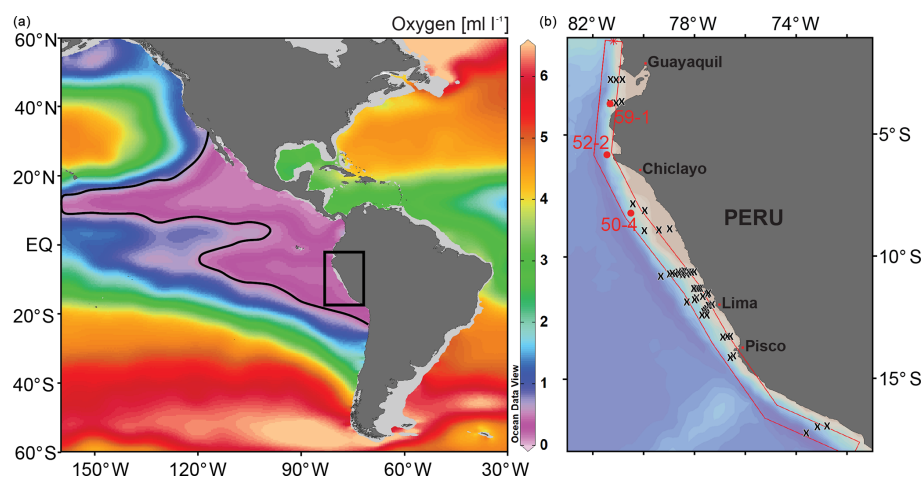 (a)
Oxygen [ml l⁻¹]
60°N
40°N
20°N
EQ
20°S
40°S
60°S
150°W
120°W
90°W
60°W
30°W
6
5
4
3
2
1
0
Ocean Data View
(b)
82°W
78°W
74°W
5°S
10°S
15°S
Guayaquil
59-1
52-2
Chiclayo
50-4
PERU
Lima
Pisco